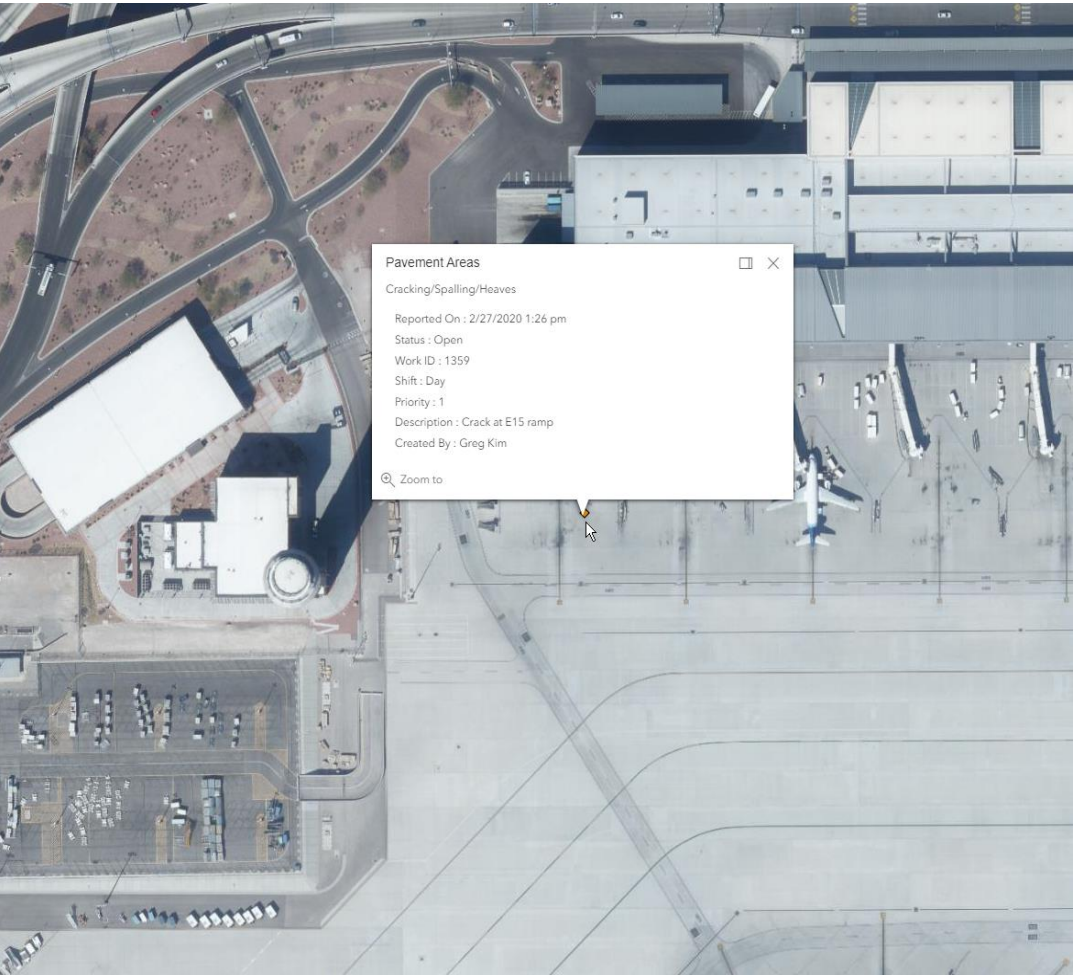 Pavement Areas
Cracking/Spalling/Heaves
Reported On : 2/27/2020 1:26 pm
Status : Open
Work ID : 1359
Shift : Day
Priority : 1
Description : Crack at E15 ramp
Created By : Greg Kim
Zoom to